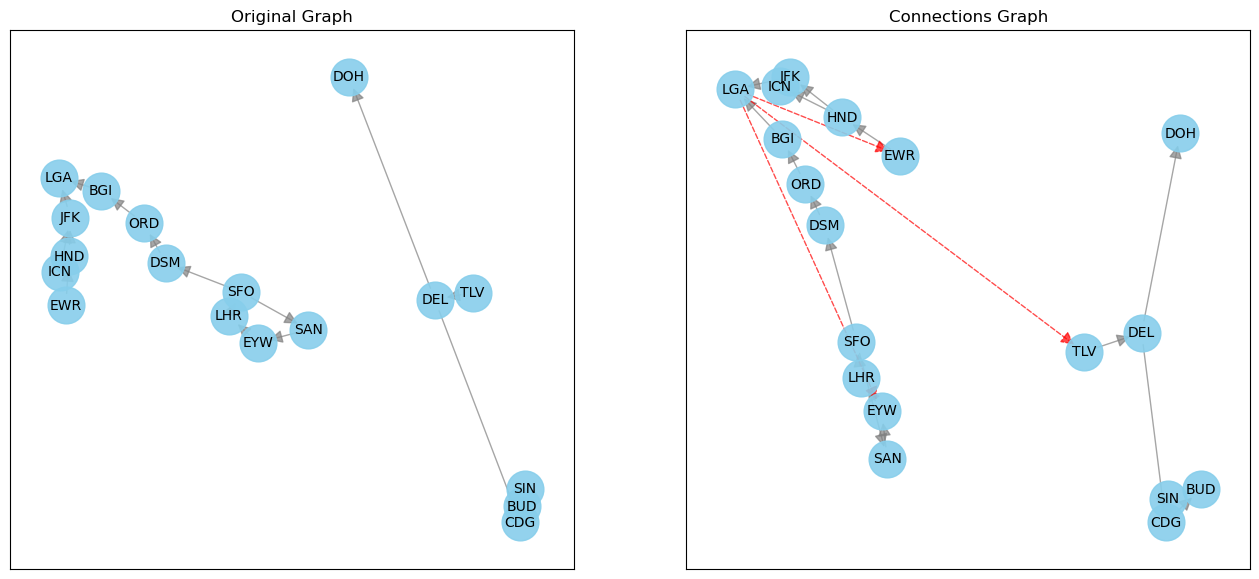 Original Graph
DOH
LGA
BGI
JFK
ORD
HND
ICN
DSM
EWR
SFO
LHR
SAN
EYW
DEL
TLV
SIN
BUD
CDG
Connections Graph
JFK
ICN
LGA
HND
BGI
EWR
DOH
ORD
DSM
SFO
TLV
DEL
LHR
EYW
SAN
SIN
BUD
CDG